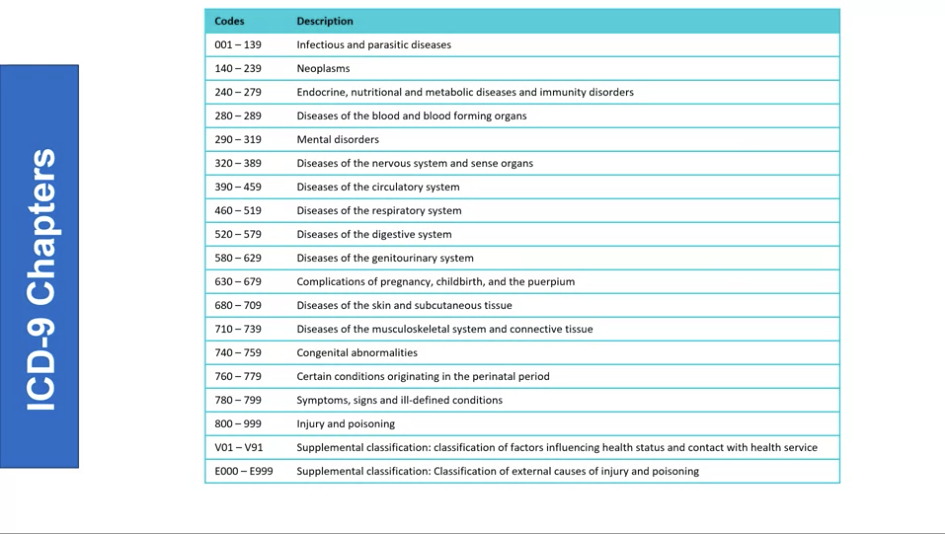 ICD-9 Chapters
Codes Description
001 – 139 Infectious and parasitic diseases
140 – 239 Neoplasms
240 – 279 Endocrine, nutritional and metabolic diseases and immunity disorders
280 – 289 Diseases of the blood and blood forming organs
290 – 319 Mental disorders
320 – 389 Diseases of the nervous system and sense organs
390 – 459 Diseases of the circulatory system
460 – 519 Diseases of the respiratory system
520 – 579 Diseases of the digestive system
580 – 629 Diseases of the genitourinary system
630 – 679 Complications of pregnancy, childbirth, and the puerpium
680 – 709 Diseases of the skin and subcutaneous tissue
710 – 739 Diseases of the musculoskeletal system and connective tissue
740 – 759 Congenital abnormalities
760 – 779 Certain conditions originating in the perinatal period
780 – 799 Symptoms, signs and ill-defined conditions
800 – 999 Injury and poisoning
V01 – V91 Supplemental classification: classification of factors influencing health status and contact with health service
E000 – E999 Supplemental classification: Classification of external causes of injury and poisoning